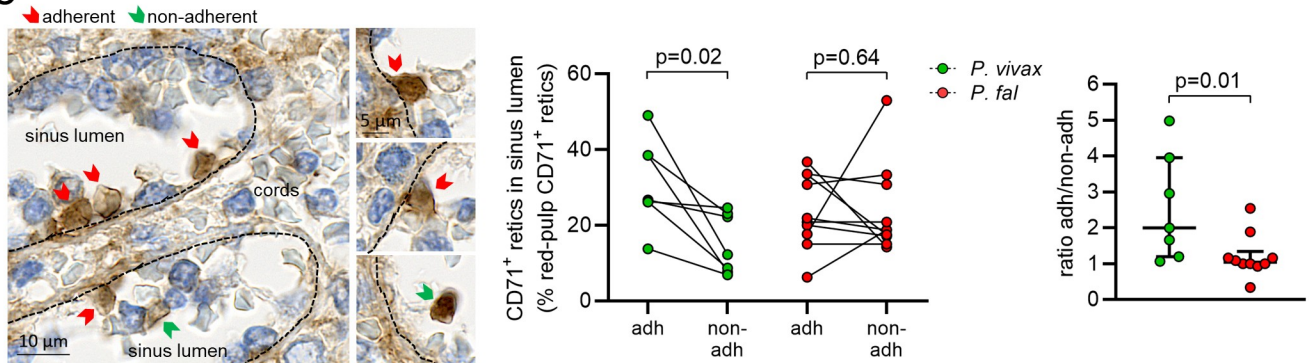 adherent non-adherent
sinus lumen
cords
10 µm
sinus lumen
5 µm
CD71+ retics in sinus lumen
(% red-pulp CD71+ retics)
60
40
20
0
p=0.02
p=0.64
adh
non-
adh
adh
non-
adh
P. vivax
P. fal
ratio adh/non-adh
6
5
4
3
2
1
0
p=0.01